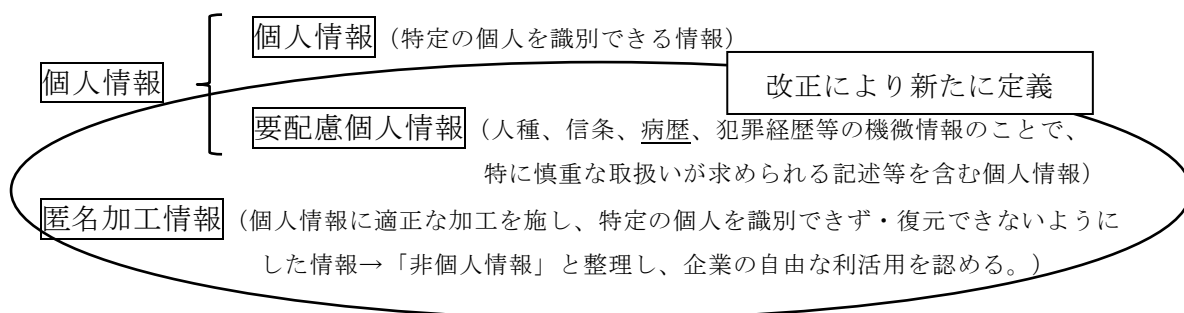 個人情報（特定の個人を識別できる情報）
個人情報
改正により新たに定義
要配慮個人情報（人種、信条、病歴、犯罪経歴等の機微情報のことで、
特に慎重な取扱いが求められる記述等を含む個人情報）
匿名加工情報（個人情報に適正な加工を施し、特定の個人を識別できず・復元できないように
した情報→「非個人情報」と整理し、企業の自由な利活用を認める。）